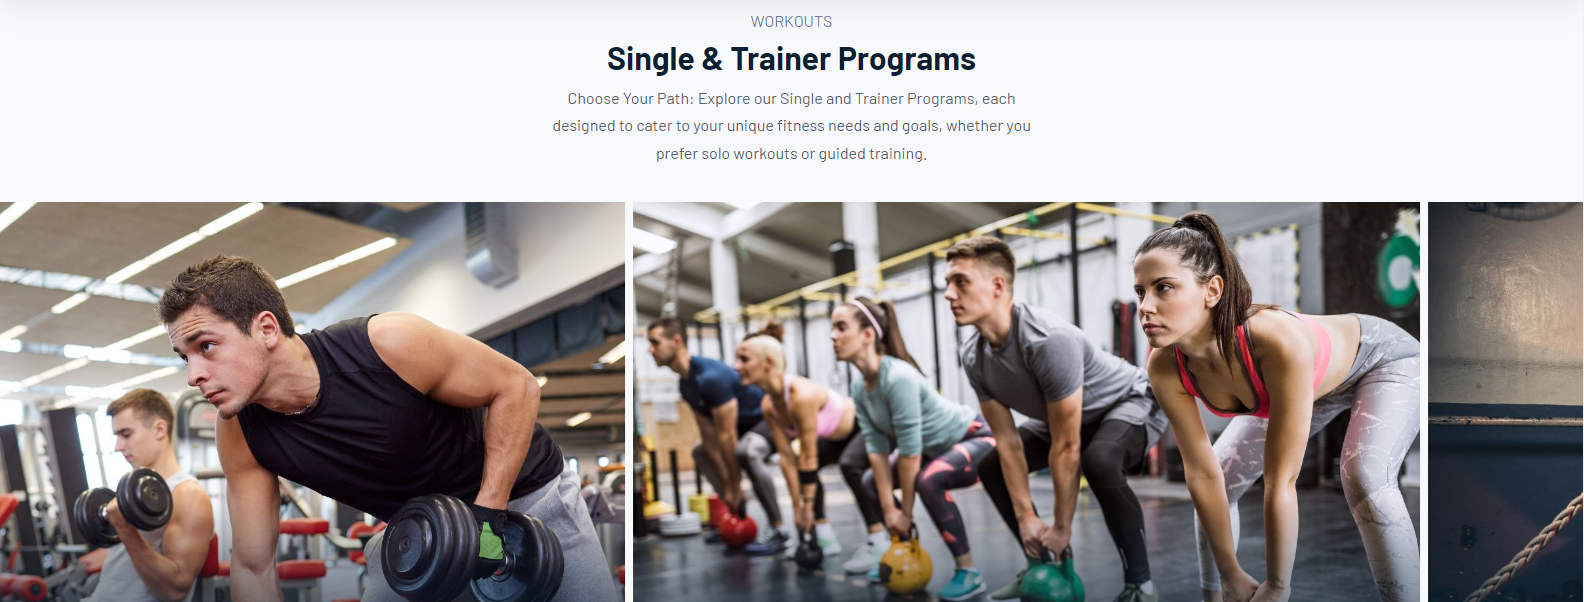 WORKOUTS
Single & Trainer Programs
Choose Your Path: Explore our Single and Trainer Programs, each
designed to cater to your unique fitness needs and goals, whether you
prefer solo workouts or guided training.